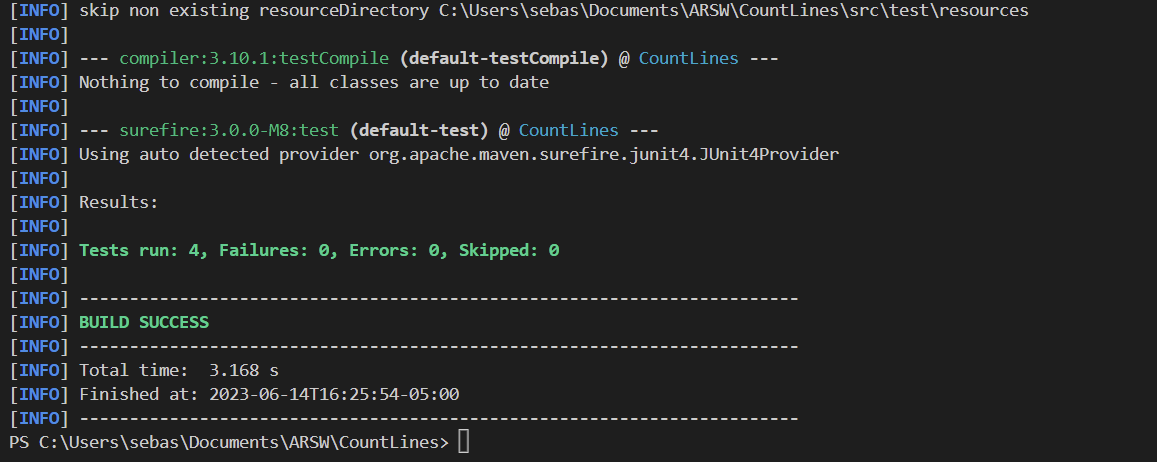 [INFO] skip non existing resourceDirectory C:\Users\sebas\Documents\ARSW\CountLines\src\test\resources
[INFO]
[INFO] --- compiler:3.10.1:testCompile (default-testCompile) @ CountLines ---
[INFO] Nothing to compile - all classes are up to date
[INFO]
[INFO] --- surefire:3.0.0-M8:test (default-test) @ CountLines ---
[INFO] Using auto detected provider org.apache.maven.surefire.junit4.JUnit4Provider
[INFO]
[INFO] Results:
[INFO]
[INFO] Tests run: 4, Failures: 0, Errors: 0, Skipped: 0
[INFO]
[INFO] ------------------------------------------------------------------------
[INFO] BUILD SUCCESS
[INFO] ------------------------------------------------------------------------
[INFO] Total time:  3.168 s
[INFO] Finished at: 2023-06-14T16:25:54-05:00
[INFO] ------------------------------------------------------------------------
PS C:\Users\sebas\Documents\ARSW\CountLines>